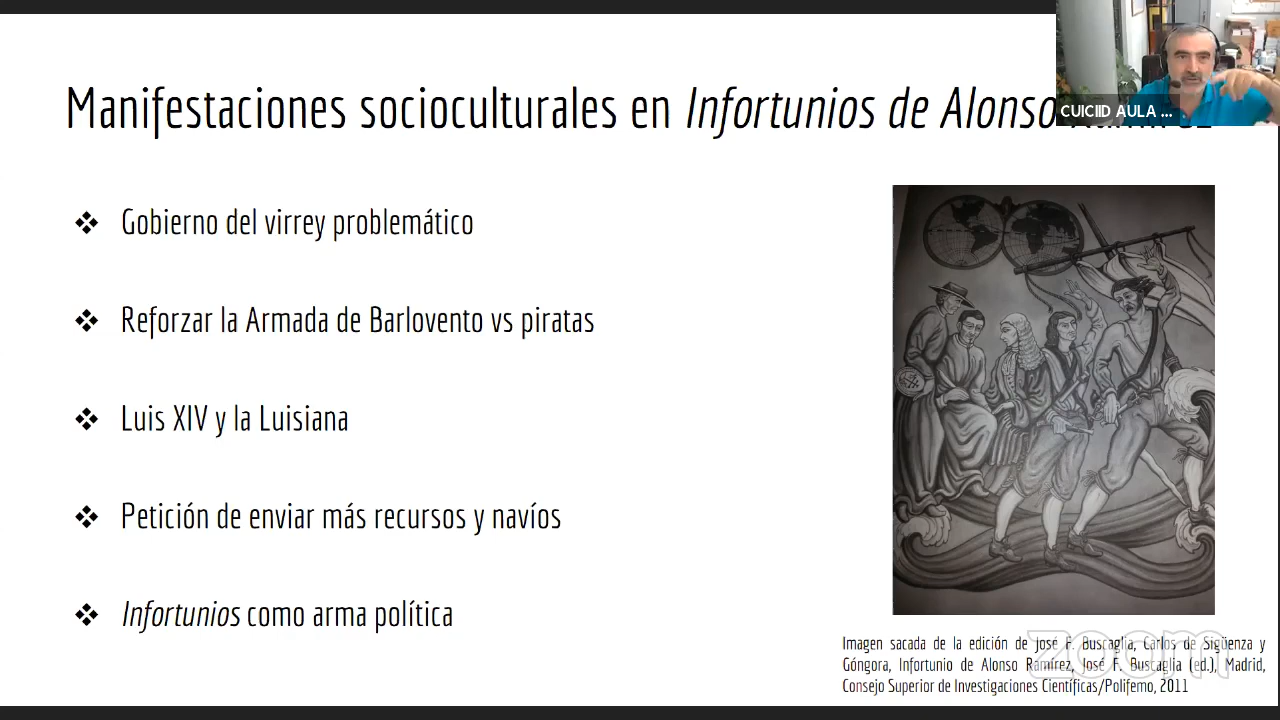 Manifestaciones socioculturales en Infortunios de Alonso
CUICIID AULA ...
❖ Gobierno del virrey problemático
❖ Reforzar la Armada de Barlovento vs piratas
❖ Luis XIV y la Luisiana
❖ Petición de enviar más recursos y navíos
❖ Infortunios como arma política
Imagen sacada de la edición de José F. Buscaglia, Carlos de Sigüenza y
Góngora, Infortunio de Alonso Ramírez, José F. Buscaglia (ed.), Madrid,
Consejo Superior de Investigaciones Científicas/Polifemo, 2011
zoom